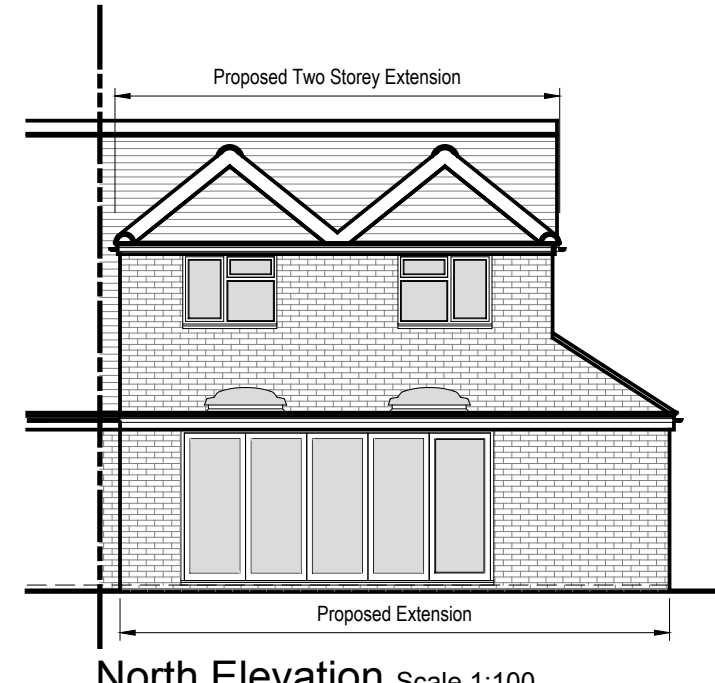 Proposed Two Storey Extension
Proposed Extension
North Elevation Scale 1:100